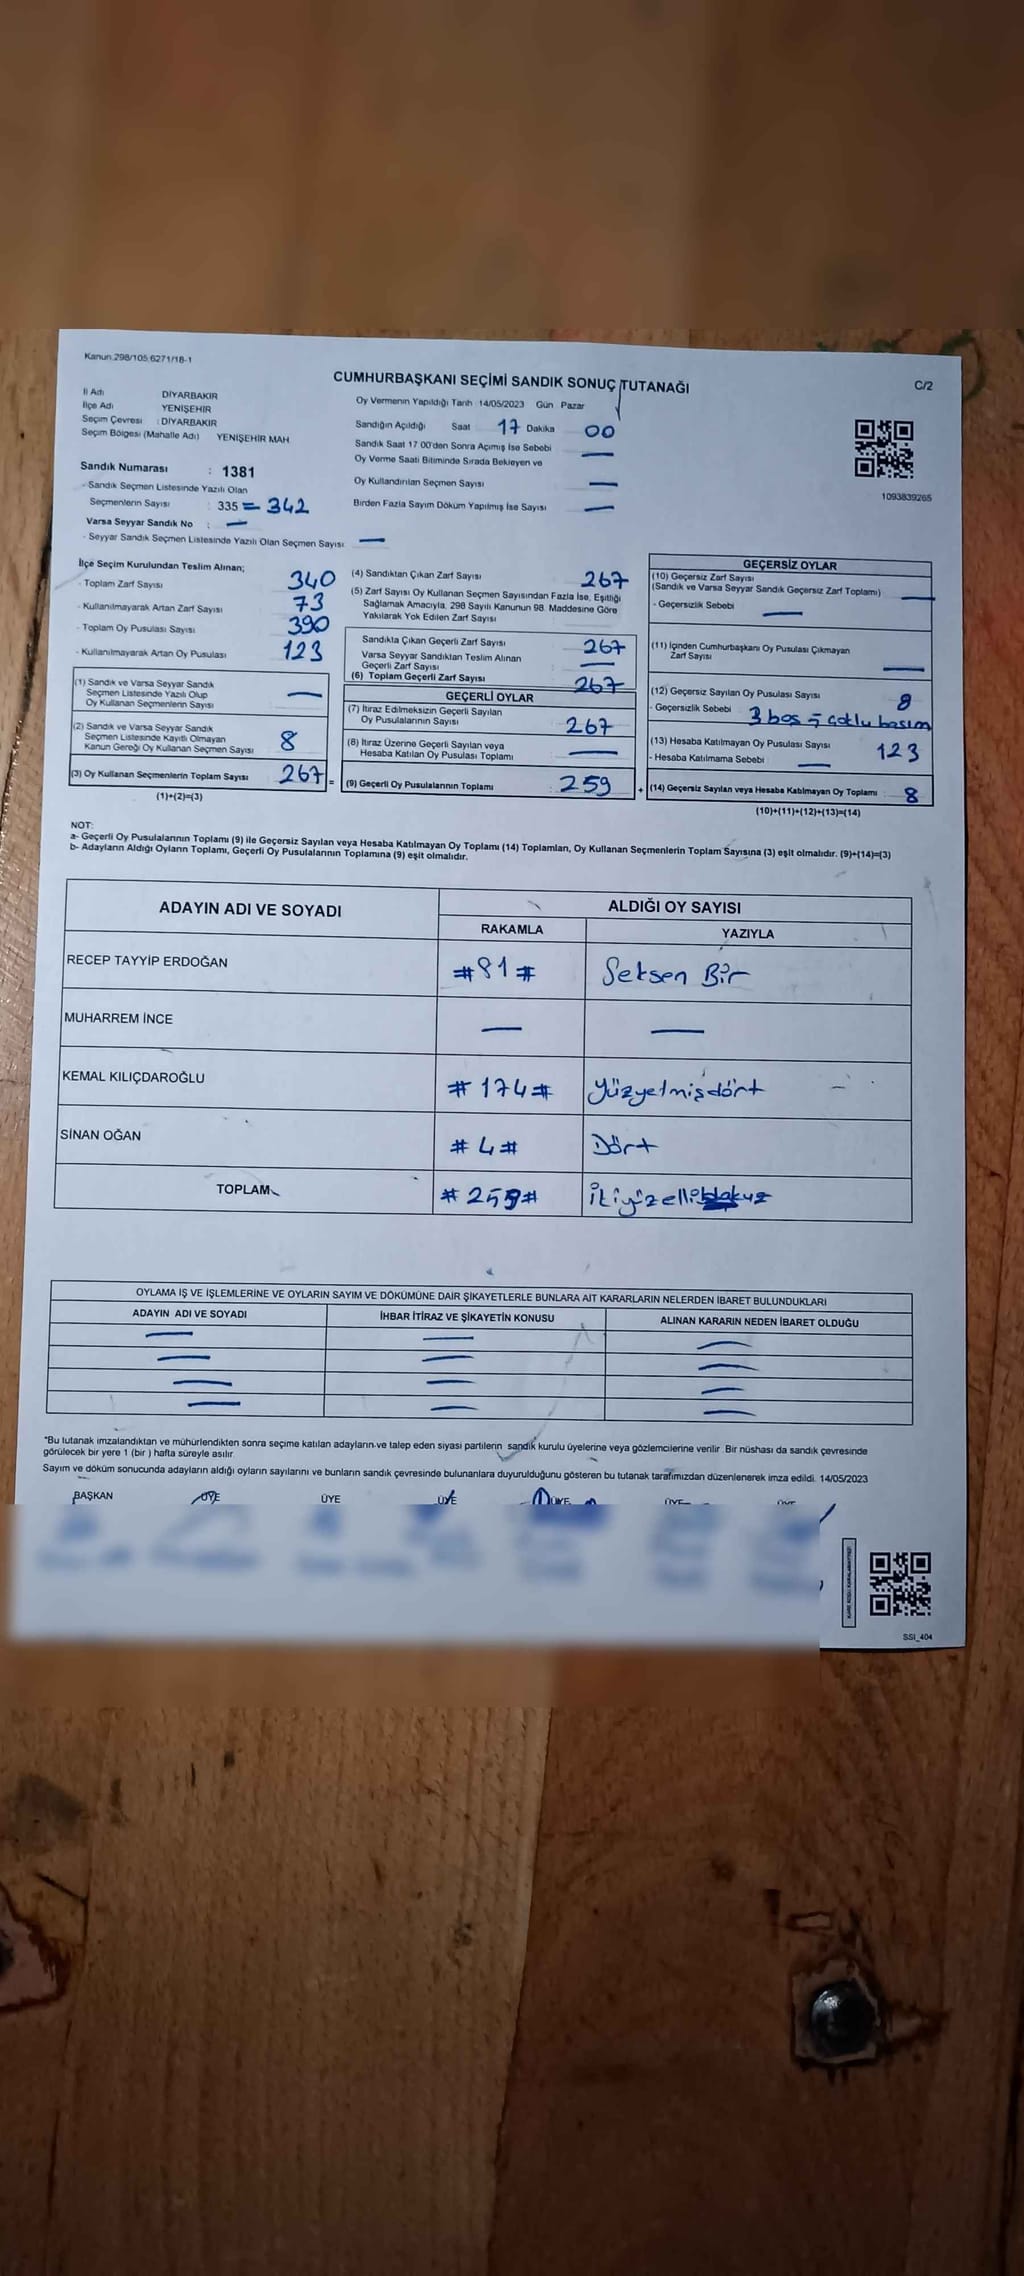 Kanun:298/105 6271/18-1
CUMHURBAŞKANI SEÇİMİ SANDIK SONUÇ TUTANAĞI
C/2
İl Adı DİYARBAKIR
İlçe Adı YENİŞEHİR
Seçim Çevresi : DİYARBAKIR
Seçim Bölgesi (Mahalle Adı) YENİŞEHİR MAH.
Sandık Numarası : 1381
- Sandık Seçmen Listesinde Yazılı Olan
Seçmenlerin Sayısı : 335 = 342
Varsa Seyyar Sandık No : —
- Seyyar Sandık Seçmen Listesinde Yazılı Olan Seçmen Sayısı: —
Oy Vermenin Yapıldığı Tarih 14/05/2023 Gün Pazar
Sandığın Açıldığı Saat 17 Dakika 00
Sandık Saat 17.00'den Sonra Açımış İse Sebebi —
Oy Verme Saati Bitiminde Sırada Bekleyen ve
Oy Kullandırılan Seçmen Sayısı —
Birden Fazla Sayım Döküm Yapılmış İse Sayısı —
1093839265
İlçe Seçim Kurulundan Teslim Alınan;
- Toplam Zarf Sayısı 340
- Kullanılmayarak Artan Zarf Sayısı 73
- Toplam Oy Pusulası Sayısı 390
- Kullanılmayarak Artan Oy Pusulası 123
(1) Sandık ve Varsa Seyyar Sandık
Seçmen Listesinde Yazılı Olup
Oy Kullanan Seçmenlerin Sayısı —
(2) Sandık ve Varsa Seyyar Sandık
Seçmen Listesinde Kayıtlı Olmayan
Kanun Gereği Oy Kullanan Seçmen Sayısı 8
(3) Oy Kullanan Seçmenlerin Toplam Sayısı 267 =
(1)+(2)=(3)
(4) Sandıktan Çıkan Zarf Sayısı 267
(5) Zarf Sayısı Oy Kullanan Seçmen Sayısından Fazla İse, Eşitliği
Sağlamak Amacıyla, 298 Sayılı Kanunun 98. Maddesine Göre
Yakılarak Yok Edilen Zarf Sayısı
Sandıkta Çıkan Geçerli Zarf Sayısı 267
Varsa Seyyar Sandıktan Teslim Alınan
Geçerli Zarf Sayısı —
(6) Toplam Geçerli Zarf Sayısı 267
GEÇERLİ OYLAR
(7) İtiraz Edilmeksizin Geçerli Sayılan
Oy Pusulalarının Sayısı 267
(8) İtiraz Üzerine Geçerli Sayılan veya
Hesaba Katılan Oy Pusulası Toplamı —
(9) Geçerli Oy Pusulalarının Toplamı : 259 +
GEÇERSİZ OYLAR
(10) Geçersiz Zarf Sayısı
(Sandık ve Varsa Seyyar Sandık Geçersiz Zarf Toplamı) —
- Geçersizlik Sebebi —
(11) İçinden Cumhurbaşkanı Oy Pusulası Çıkmayan
Zarf Sayısı —
(12) Geçersiz Sayılan Oy Pusulası Sayısı 8
- Geçersizlik Sebebi 3 boş 5 çoklu basım
(13) Hesaba Katılmayan Oy Pusulası Sayısı 123
- Hesaba Katılmama Sebebi —
(14) Geçersiz Sayılan veya Hesaba Katılmayan Oy Toplamı : 8
(10)+(11)+(12)+(13)=(14)
NOT:
a- Geçerli Oy Pusulalarının Toplamı (9) ile Geçersiz Sayılan veya Hesaba Katılmayan Oy Toplamı (14) Toplamları, Oy Kullanan Seçmenlerin Toplam Sayısına (3) eşit olmalıdır. (9)+(14)=(3)
b- Adayların Aldığı Oyların Toplamı, Geçerli Oy Pusulalarının Toplamına (9) eşit olmalıdır.
ADAYIN ADI VE SOYADI
ALDIĞI OY SAYISI
RAKAMLA YAZIYLA
RECEP TAYYİP ERDOĞAN #81# Seksen Bir
MUHARREM İNCE — —
KEMAL KILIÇDAROĞLU #174# yüzyetmişdört
SİNAN OĞAN #4# Dört
TOPLAM #259# ikiyüzelli
OYLAMA İŞ VE İŞLEMLERİNE VE OYLARIN SAYIM VE DÖKÜMÜNE DAİR ŞİKAYETLERLE BUNLARA AİT KARARLARIN NELERDEN İBARET BULUNDUKLARI
ADAYIN ADI VE SOYADI İHBAR İTİRAZ VE ŞİKAYETİN KONUSU ALINAN KARARIN NEDEN İBARET OLDUĞU
— — —
— — —
— — —
— — —
*Bu tutanak imzalandıktan ve mühürlendikten sonra seçime katılan adayların ve talep eden siyasi partilerin sandık kurulu üyelerine veya gözlemcilerine verilir. Bir nüshası da sandık çevresinde
görülecek bir yere 1 (bir ) hafta süreyle asılır.
Sayım ve döküm sonucunda adayların aldığı oyların sayılarını ve bunların sandık çevresinde bulunanlara duyurulduğunu gösteren bu tutanak tarafımızdan düzenlenerek imza edildi. 14/05/2023
BAŞKAN ÜYE ÜYE ÜYE ÜYE ÜYE ÜYE
SSI_404